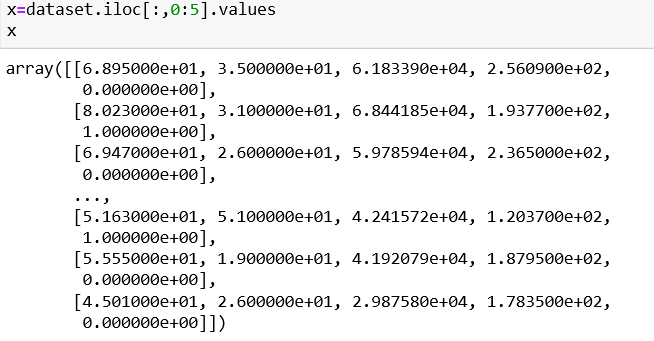 x=dataset.iloc[:,0:5].values
x
array([[6.895000e+01, 3.500000e+01, 6.183390e+04, 2.560900e+02,
0.000000e+00],
[8.023000e+01, 3.100000e+01, 6.844185e+04, 1.937700e+02,
1.000000e+00],
[6.947000e+01, 2.600000e+01, 5.978594e+04, 2.365000e+02,
0.000000e+00],
...,
[5.163000e+01, 5.100000e+01, 4.241572e+04, 1.203700e+02,
1.000000e+00],
[5.555000e+01, 1.900000e+01, 4.192079e+04, 1.879500e+02,
0.000000e+00],
[4.501000e+01, 2.600000e+01, 2.987580e+04, 1.783500e+02,
0.000000e+00]])